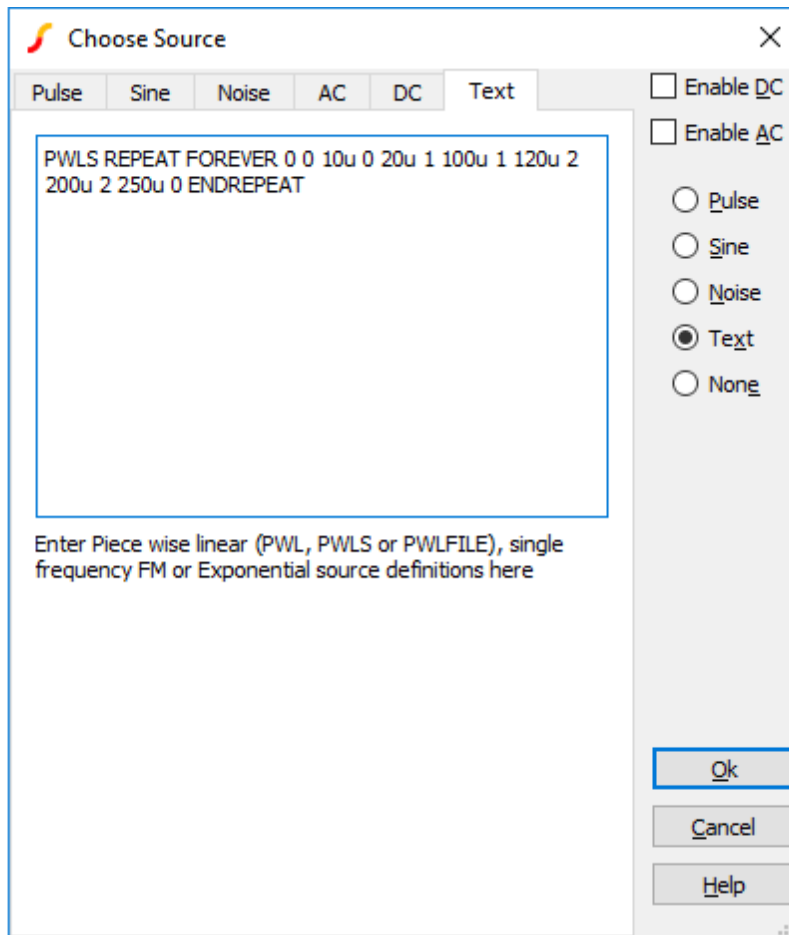 Choose Source
Pulse Sine Noise AC DC Text
Enable DC
Enable AC
PWLS REPEAT FOREVER 0 0 10u 0 20u 1 100u 1 120u 2
200u 2 250u 0 ENDREPEAT
Pulse
Sine
Noise
Text
None
Enter Piece wise linear (PWL, PWLS or PWLFILE), single
frequency FM or Exponential source definitions here
Ok
Cancel
Help